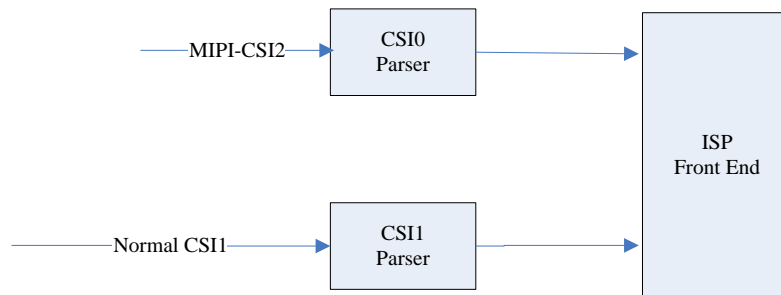 MIPI-CSI2
CSI0
Parser
ISP
Front End
Normal CSI1
CSI1
Parser